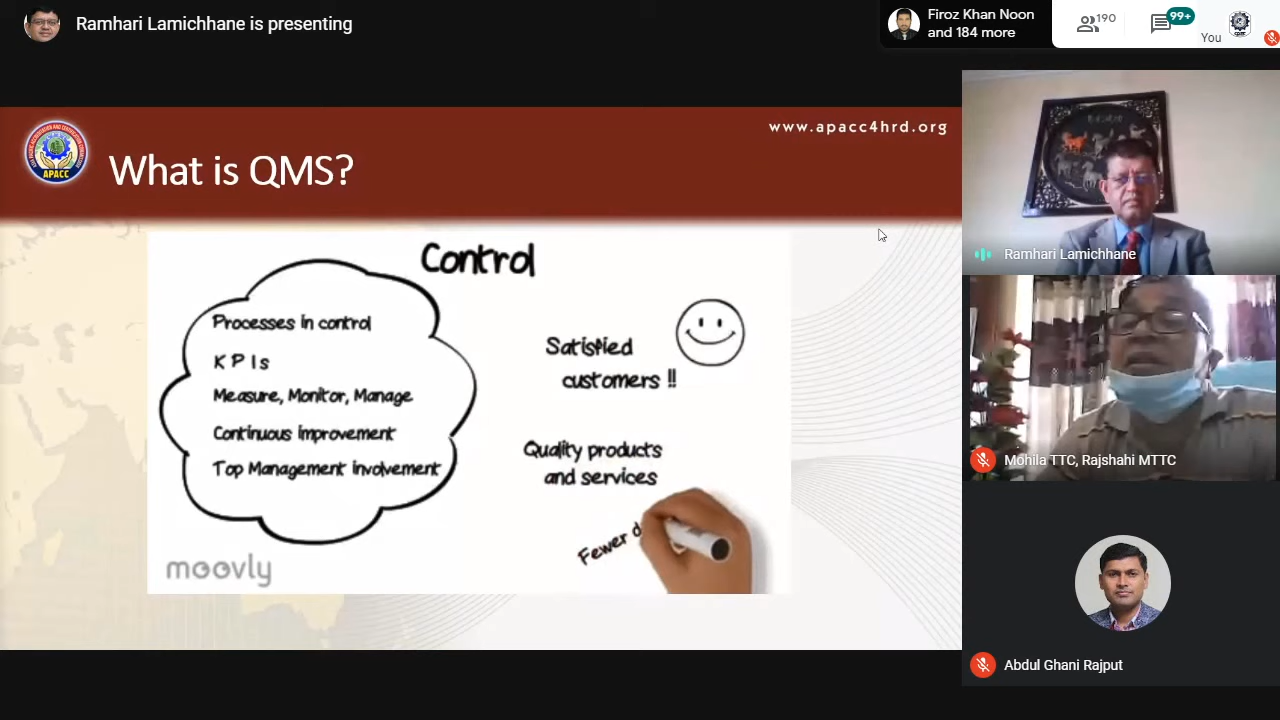 Ramhari Lamichhane is presenting
Firoz Khan Noon
and 184 more
190
99+
You
www.apacc4hrd.org
APACC
What is QMS?
Control
Processes in control
KPIs
Measure, Monitor, Manage
Continuous improvement
Top Management involvement
Satisfied
customers !!
Quality products
and services
Fewer d
moovly
Ramhari Lamichhane
Mohila TTC, Rajshahi MTTC
Abdul Ghani Rajput